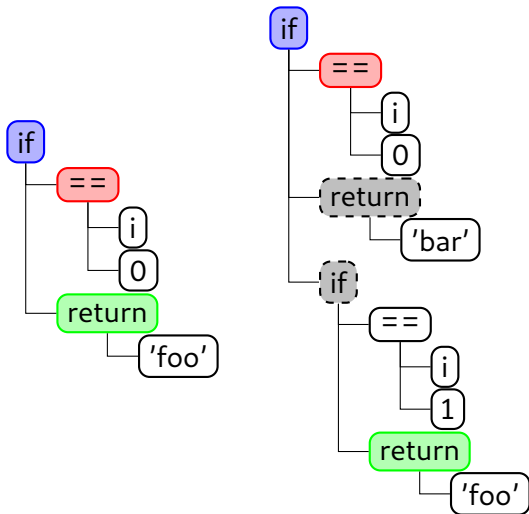 if
==
i
0
return
'foo'
if
==
i
0
return
'bar'
if
==
i
1
return
'foo'